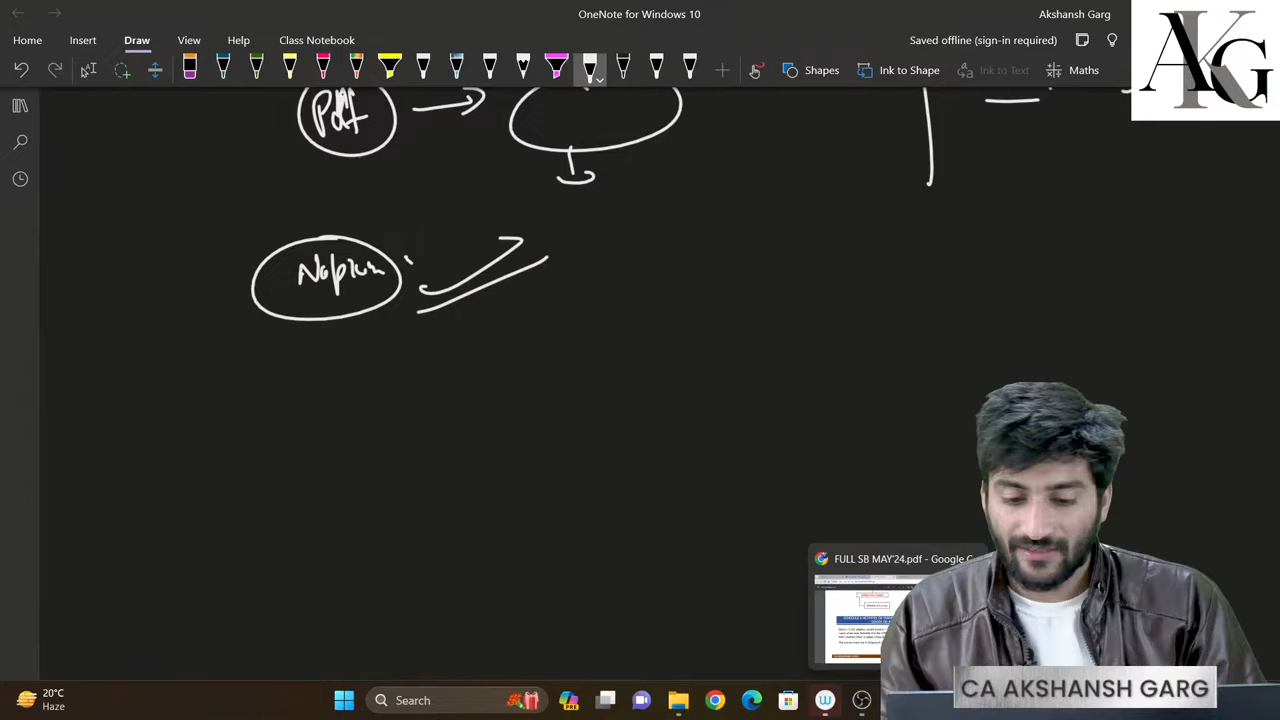 OneNote for Windows 10
Akshansh Garg
Home Insert Draw View Help Class Notebook
Saved offline (sign-in required)
Shapes Ink to Shape Ink to Text Maths
AKG
Pdf
FULL SB MAY'24.pdf - Google C
CA AKSHANSH GARG
20°C
Haze
Search